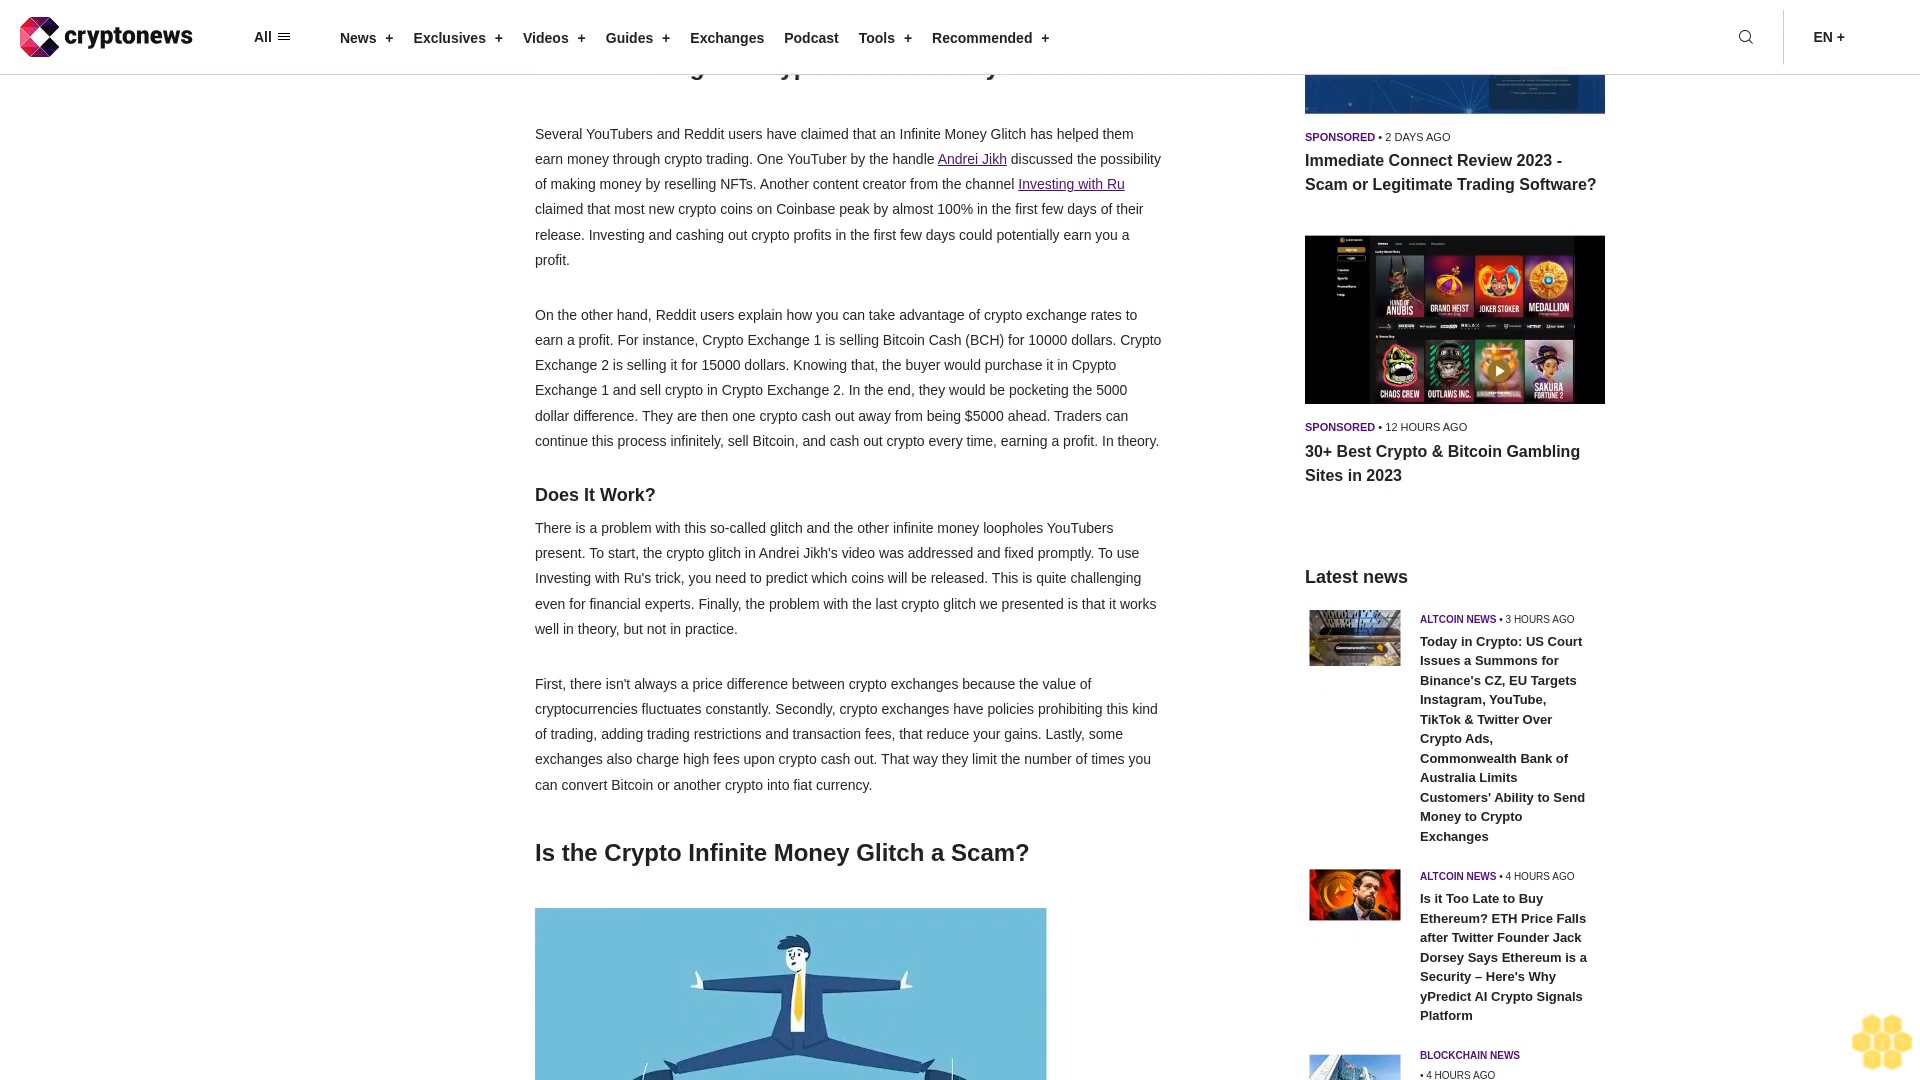 cryptonews
All
News +
Exclusives +
Videos +
Guides +
Exchanges
Podcast
Tools +
Recommended +
EN +
Several YouTubers and Reddit users have claimed that an Infinite Money Glitch has helped them
earn money through crypto trading. One YouTuber by the handle Andrei Jikh discussed the possibility
of making money by reselling NFTs. Another content creator from the channel Investing with Ru
claimed that most new crypto coins on Coinbase peak by almost 100% in the first few days of their
release. Investing and cashing out crypto profits in the first few days could potentially earn you a
profit.
On the other hand, Reddit users explain how you can take advantage of crypto exchange rates to
earn a profit. For instance, Crypto Exchange 1 is selling Bitcoin Cash (BCH) for 10000 dollars. Crypto
Exchange 2 is selling it for 15000 dollars. Knowing that, the buyer would purchase it in Cpypto
Exchange 1 and sell crypto in Crypto Exchange 2. In the end, they would be pocketing the 5000
dollar difference. They are then one crypto cash out away from being $5000 ahead. Traders can
continue this process infinitely, sell Bitcoin, and cash out crypto every time, earning a profit. In theory.
Does It Work?
There is a problem with this so-called glitch and the other infinite money loopholes YouTubers
present. To start, the crypto glitch in Andrei Jikh's video was addressed and fixed promptly. To use
Investing with Ru's trick, you need to predict which coins will be released. This is quite challenging
even for financial experts. Finally, the problem with the last crypto glitch we presented is that it works
well in theory, but not in practice.
First, there isn't always a price difference between crypto exchanges because the value of
cryptocurrencies fluctuates constantly. Secondly, crypto exchanges have policies prohibiting this kind
of trading, adding trading restrictions and transaction fees, that reduce your gains. Lastly, some
exchanges also charge high fees upon crypto cash out. That way they limit the number of times you
can convert Bitcoin or another crypto into fiat currency.
Is the Crypto Infinite Money Glitch a Scam?
SPONSORED • 2 DAYS AGO
Immediate Connect Review 2023 -
Scam or Legitimate Trading Software?
HAND OF
ANUBIS
GRAND HEIST
JOKER STOKER
MEDALLION
CHAOS CREW
OUTLAWS INC.
SAKURA
FORTUNE 2
SPONSORED • 12 HOURS AGO
30+ Best Crypto & Bitcoin Gambling
Sites in 2023
Latest news
ALTCOIN NEWS • 3 HOURS AGO
Today in Crypto: US Court
Issues a Summons for
Binance's CZ, EU Targets
Instagram, YouTube,
TikTok & Twitter Over
Crypto Ads,
Commonwealth Bank of
Australia Limits
Customers' Ability to Send
Money to Crypto
Exchanges
ALTCOIN NEWS • 4 HOURS AGO
Is it Too Late to Buy
Ethereum? ETH Price Falls
after Twitter Founder Jack
Dorsey Says Ethereum is a
Security – Here's Why
yPredict AI Crypto Signals
Platform
BLOCKCHAIN NEWS
• 4 HOURS AGO